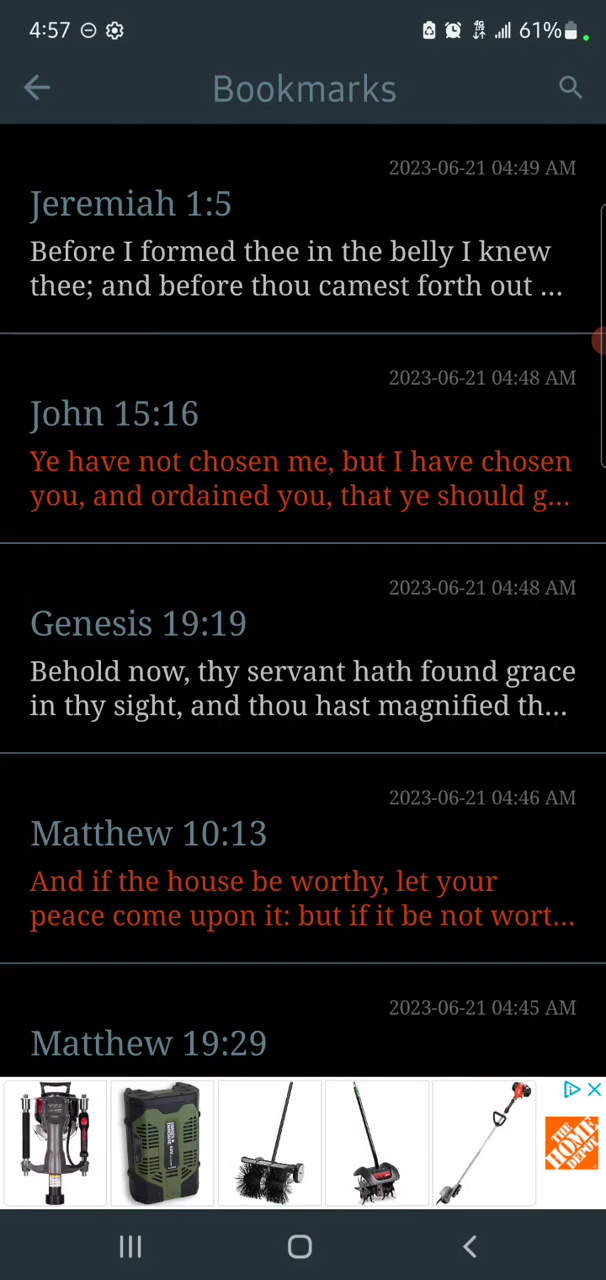 4:57
4G
61%
Bookmarks
2023-06-21 04:49 AM
Jeremiah 1:5
Before I formed thee in the belly I knew
thee; and before thou camest forth out ...
2023-06-21 04:48 AM
John 15:16
Ye have not chosen me, but I have chosen
you, and ordained you, that ye should g...
2023-06-21 04:48 AM
Genesis 19:19
Behold now, thy servant hath found grace
in thy sight, and thou hast magnified th...
2023-06-21 04:46 AM
Matthew 10:13
And if the house be worthy, let your
peace come upon it: but if it be not wort...
2023-06-21 04:45 AM
Matthew 19:29
THE
HOME
DEPOT